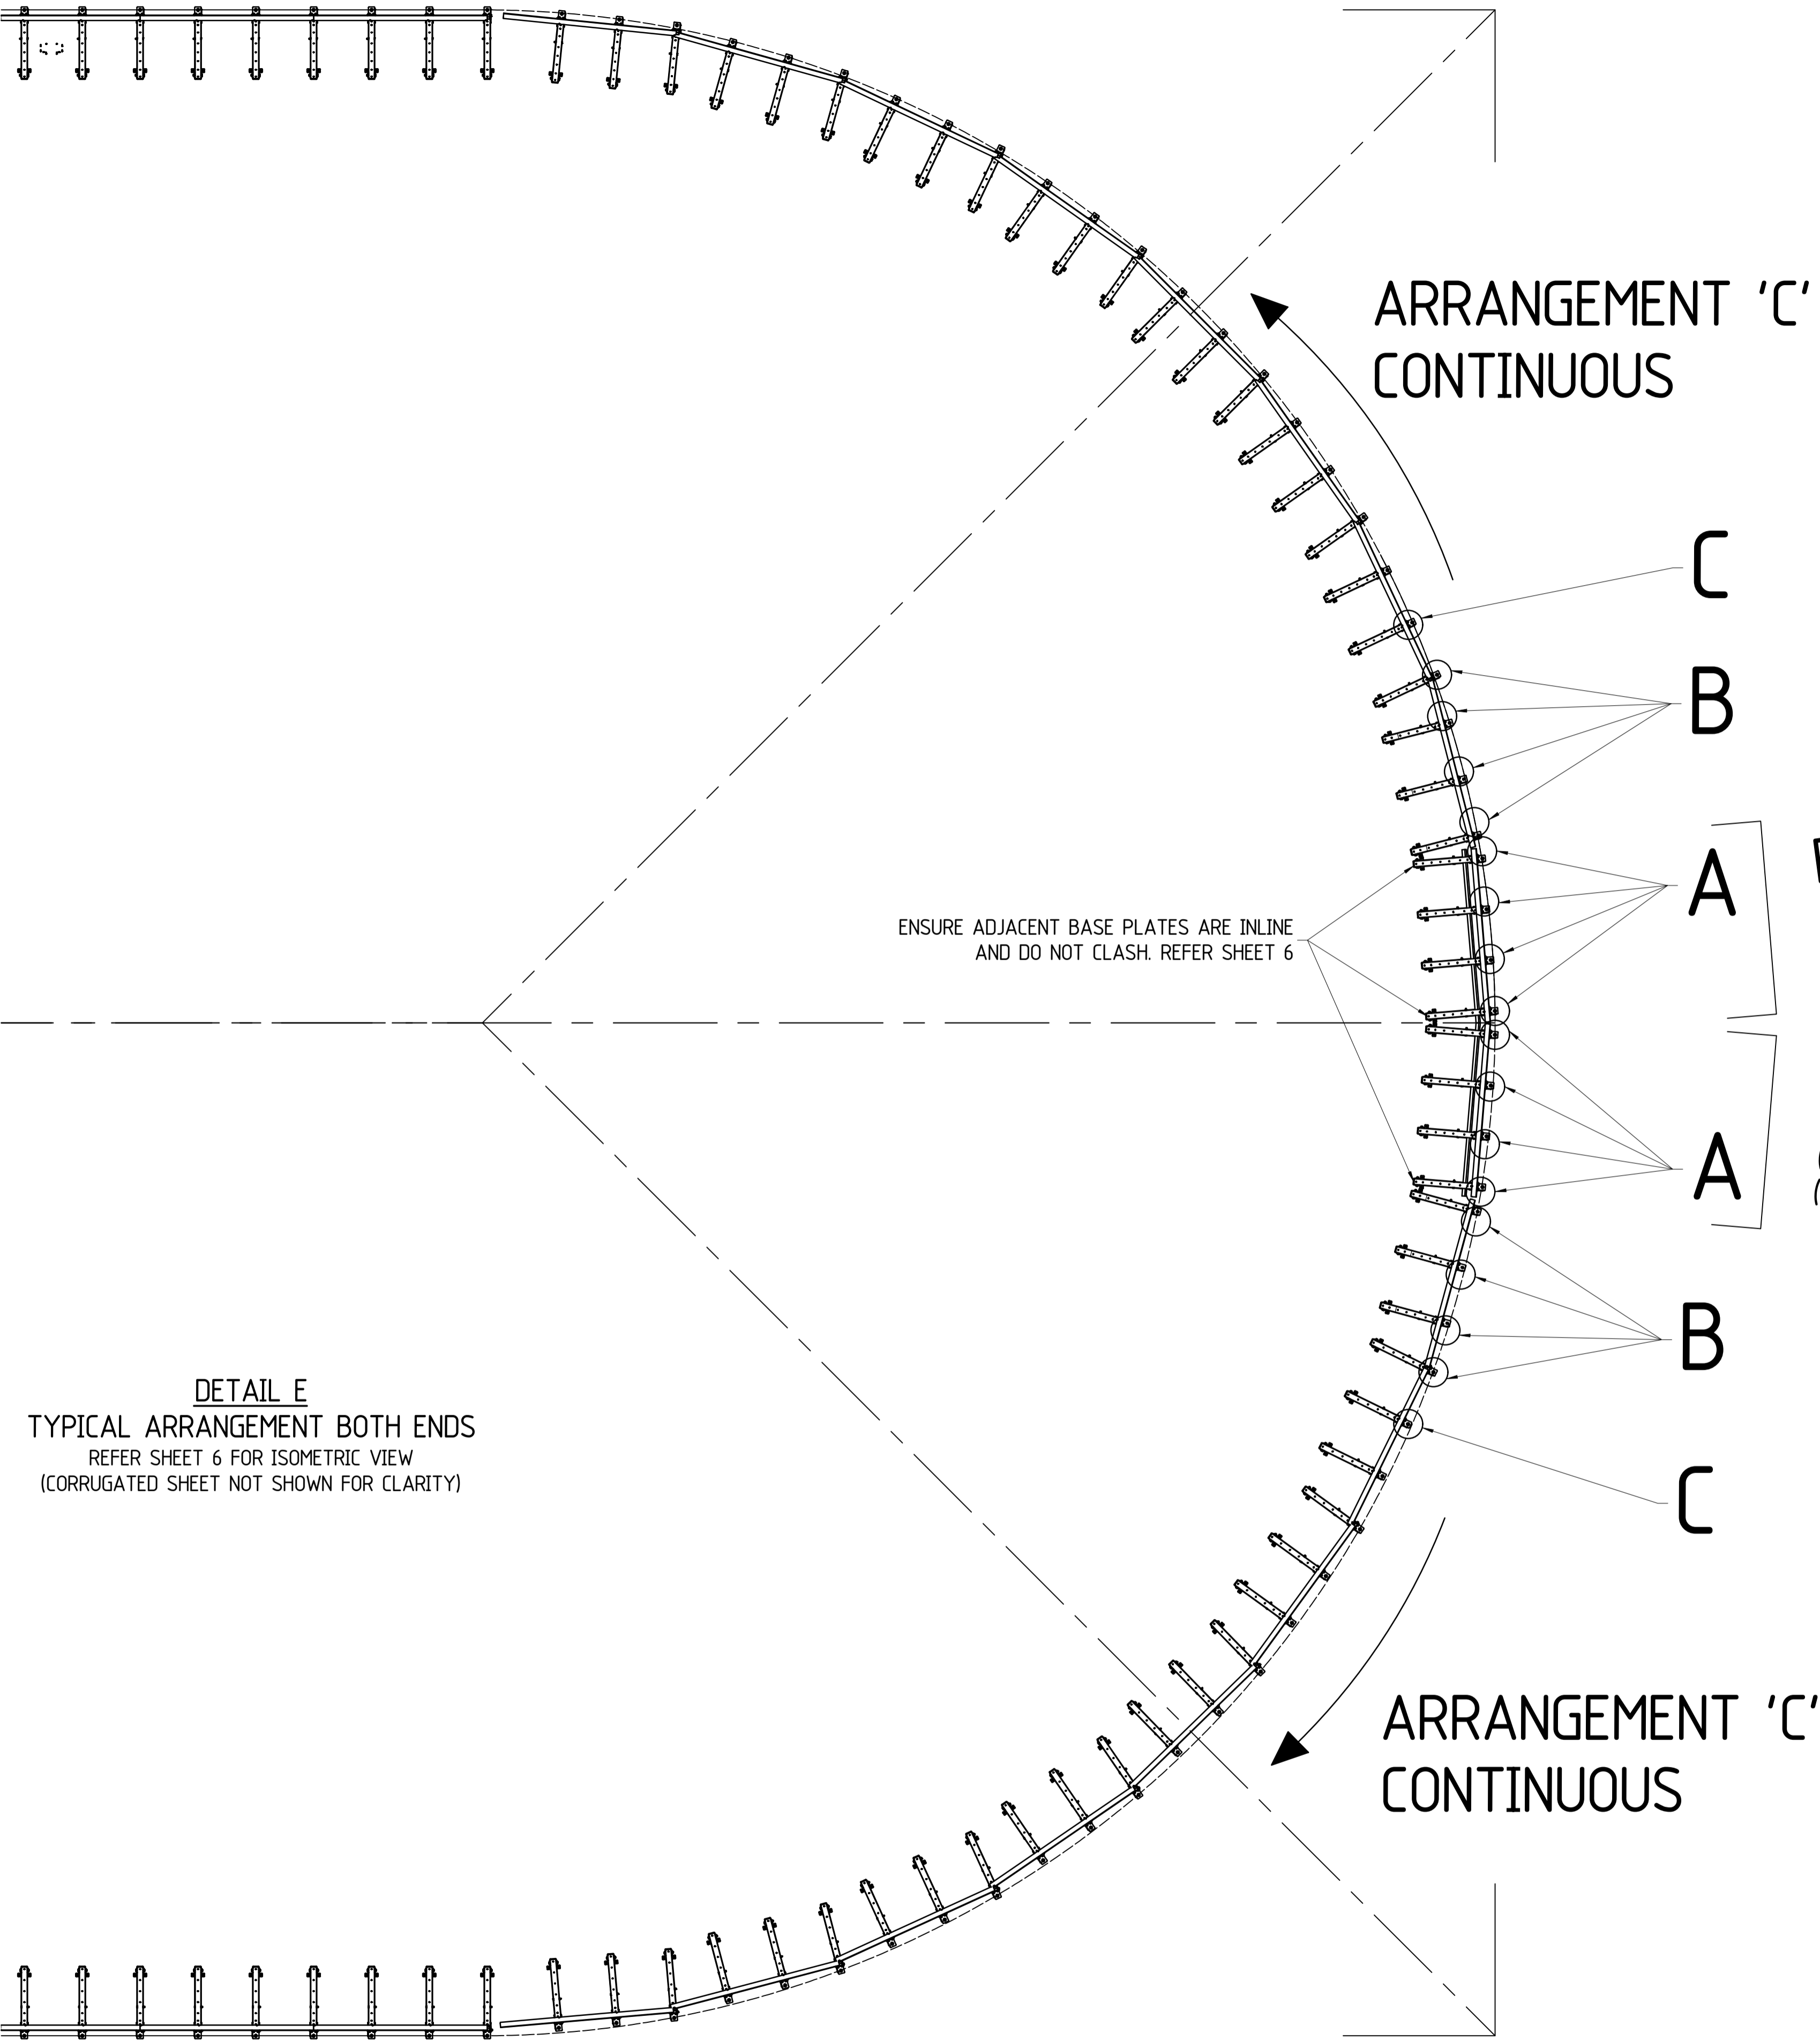 ARRANGEMENT 'C'
CONTINUOUS
C
B
A
ENSURE ADJACENT BASE PLATES ARE INLINE
AND DO NOT CLASH. REFER SHEET 6
A
B
DETAIL E
TYPICAL ARRANGEMENT BOTH ENDS
REFER SHEET 6 FOR ISOMETRIC VIEW
(CORRUGATED SHEET NOT SHOWN FOR CLARITY)
C
ARRANGEMENT 'C'
CONTINUOUS